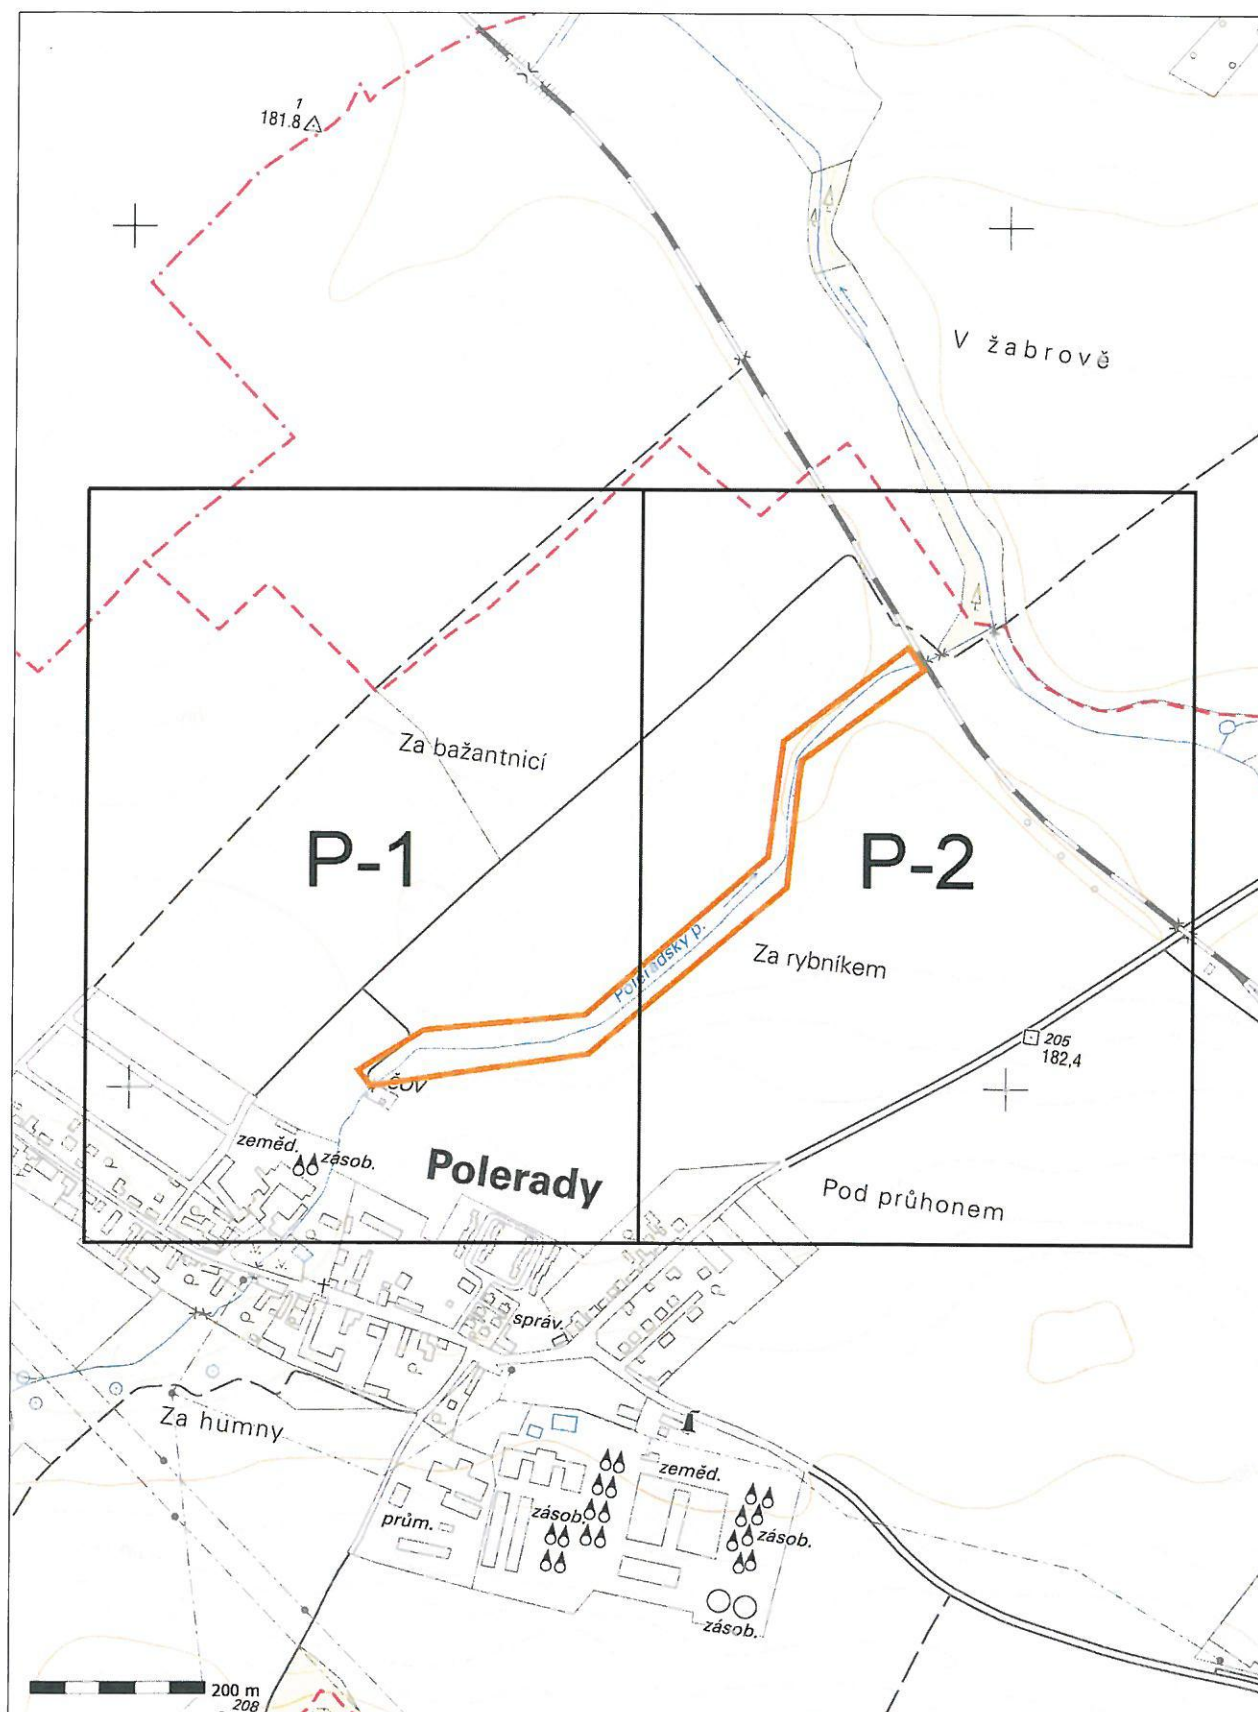 1
181.8
V žabrově
Za bažantnicí
P-1
P-2
Poleradský p.
Za rybníkem
205
182,4
ČOV
zeměd.
zásob.
Polerady
Pod průhonem
správ.
Za humny
zeměd.
zásob.
zásob.
prům.
zásob.
200 m
208